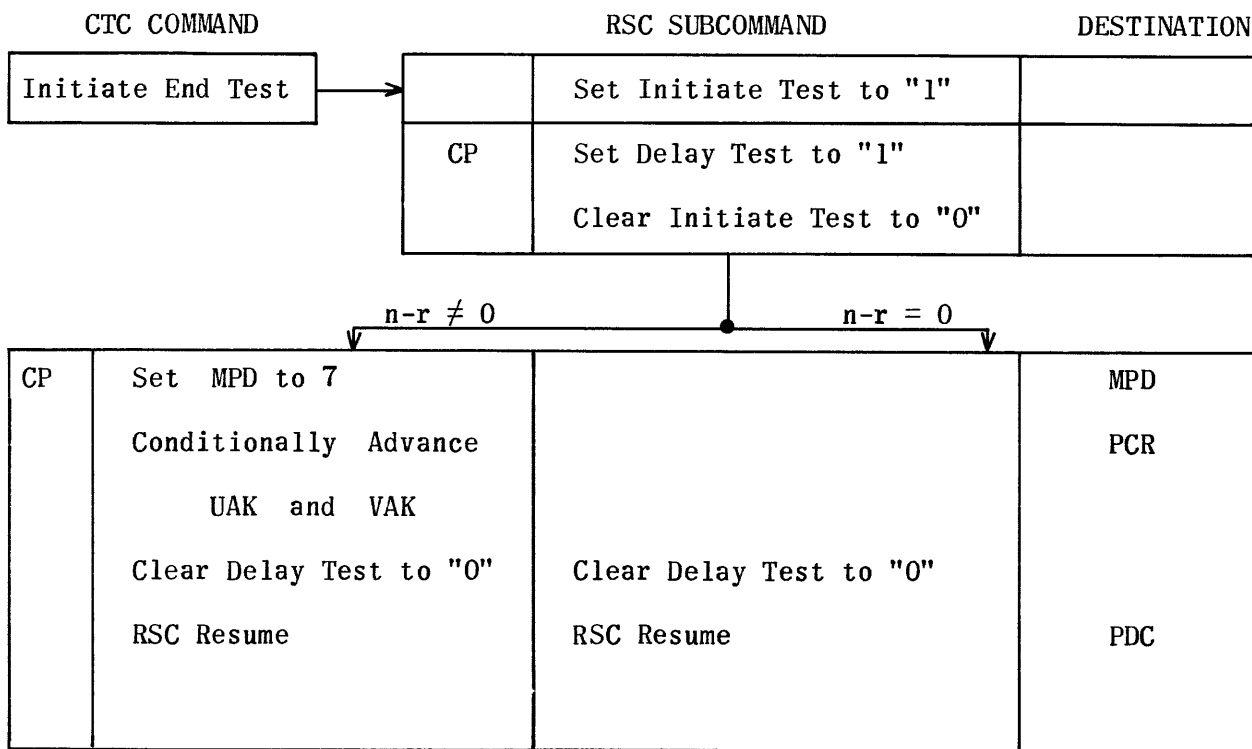 CTC COMMAND RSC SUBCOMMAND DESTINATION
Initiate End Test Set Initiate Test to "1"
CP Set Delay Test to "1"
Clear Initiate Test to "0"
n-r ≠ 0 n-r = 0
CP Set MPD to 7 MPD
Conditionally Advance PCR
UAK and VAK
Clear Delay Test to "0" Clear Delay Test to "0"
RSC Resume RSC Resume PDC